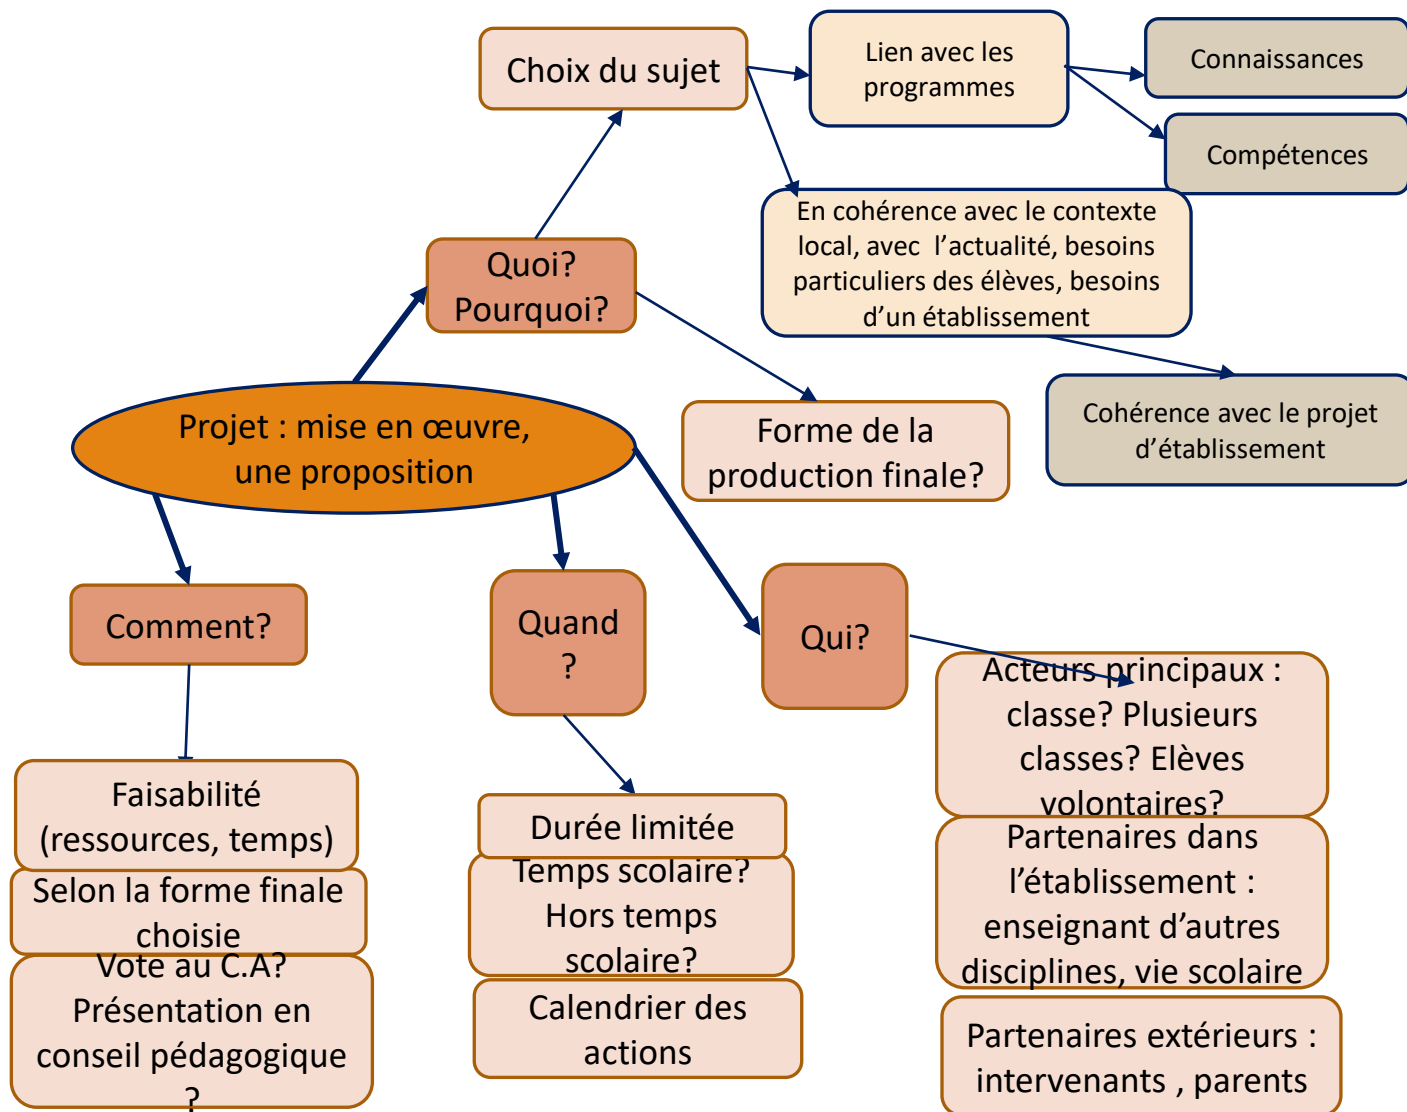 Choix du sujet
Lien avec les
programmes
Connaissances
Compétences
En cohérence avec le contexte
local, avec  l’actualité, besoins
particuliers des élèves, besoins
d’un établissement
Quoi?
Pourquoi?
Cohérence avec le projet
d’établissement
Projet : mise en œuvre,
une proposition
Forme de la
production finale?
Comment?
Quand
?
Qui?
Faisabilité
(ressources, temps)
Selon la forme finale
choisie
Vote au C.A?
Présentation en
conseil pédagogique
?
Durée limitée
Temps scolaire?
Hors temps
scolaire?
Calendrier des
actions
Acteurs principaux :
classe? Plusieurs
classes? Elèves
volontaires?
Partenaires dans
l’établissement :
enseignant d’autres
disciplines, vie scolaire
Partenaires extérieurs :
intervenants , parents